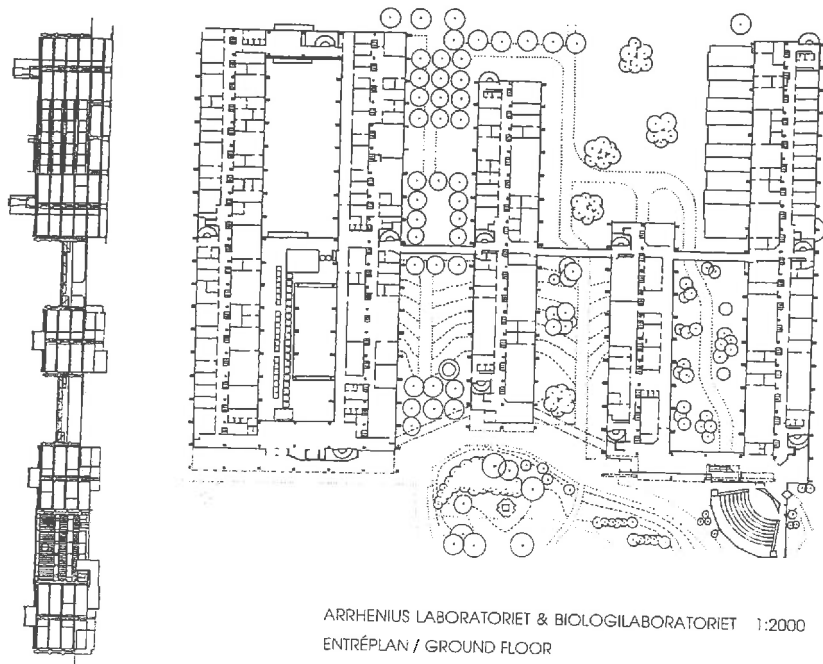 ARRHENIUS LABORATORIET & BIOLOGILABORATORIET 1:2000
ENTRÉPLAN / GROUND FLOOR